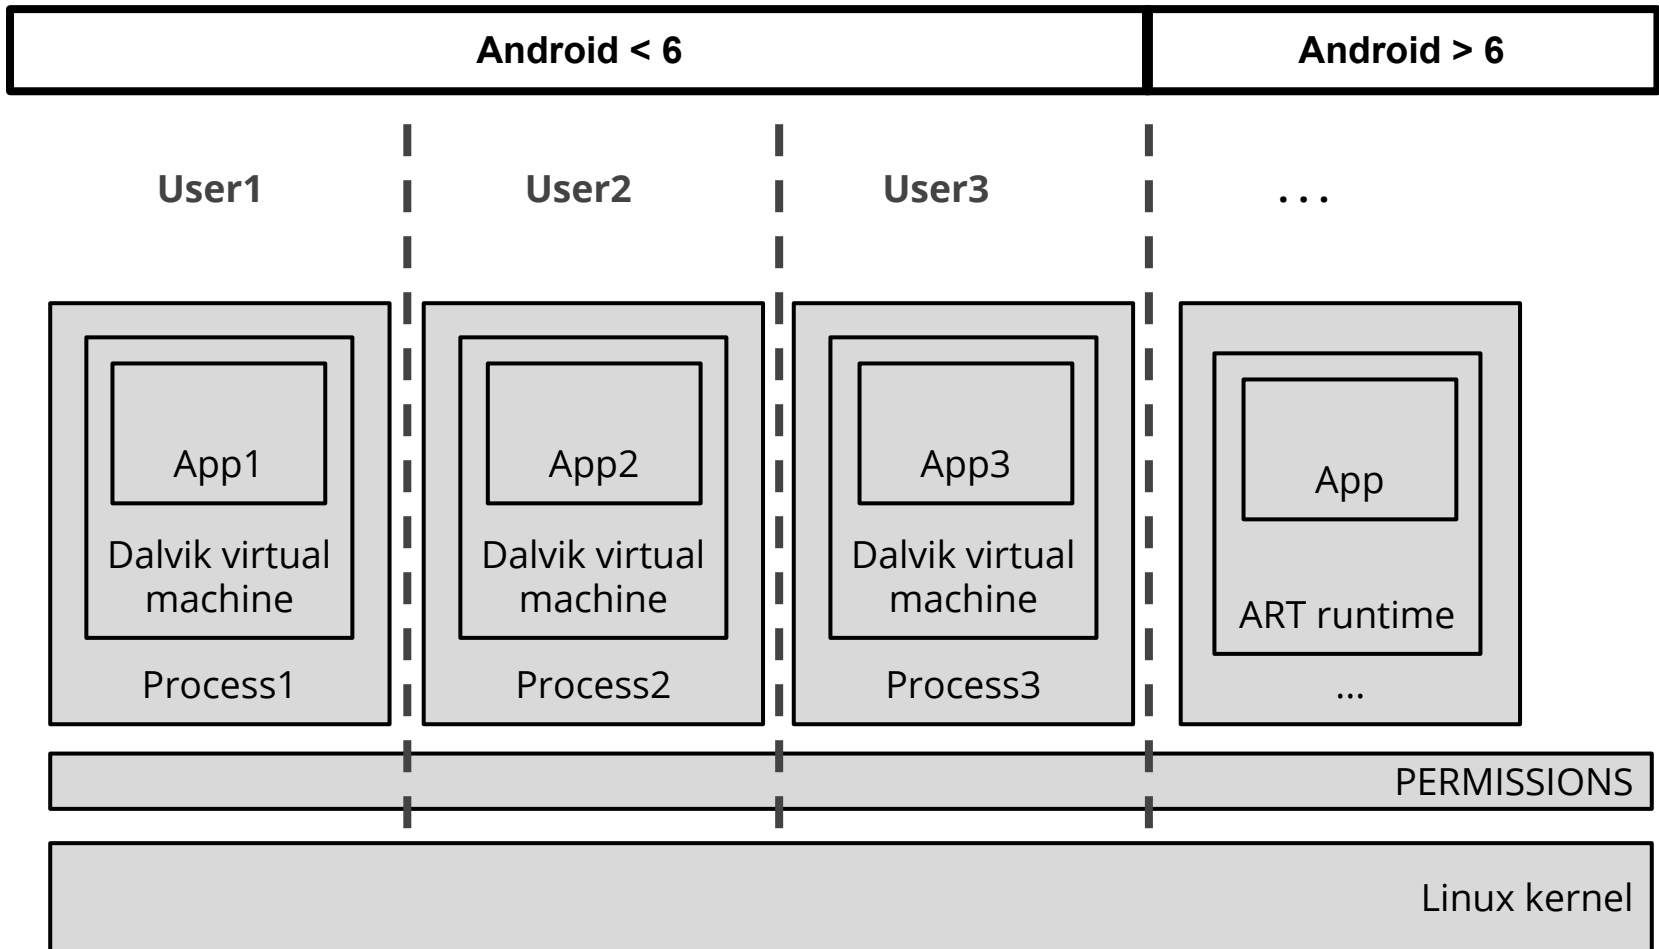 Android < 6
Android > 6
User1
User2
User3
. . .
App1
Dalvik virtual
machine
Process1
App2
Dalvik virtual
machine
Process2
App3
Dalvik virtual
machine
Process3
App
ART runtime
...
PERMISSIONS
Linux kernel